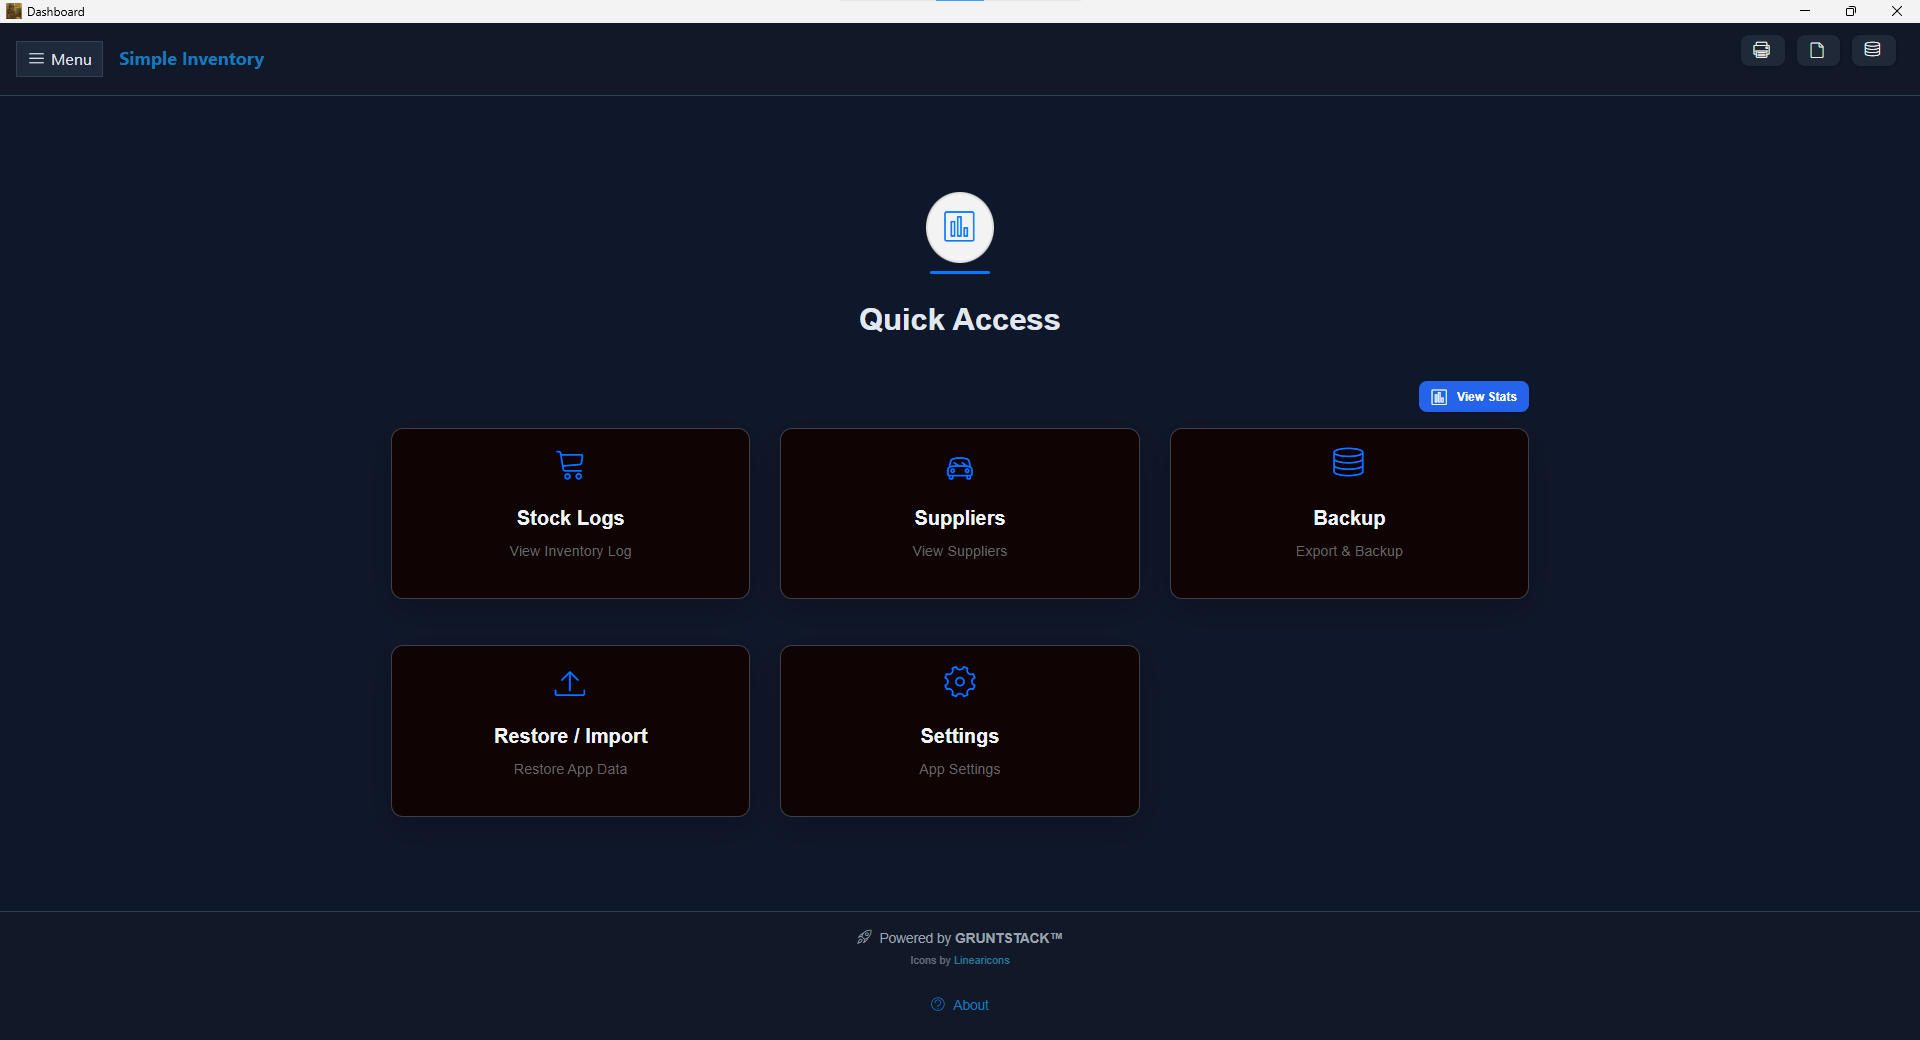 Dashboard
Menu
Simple Inventory
Quick Access
View Stats
Stock Logs
View Inventory Log
Suppliers
View Suppliers
Backup
Export & Backup
Restore / Import
Restore App Data
Settings
App Settings
Powered by GRUNTSTACK™
Icons by Linearicons
About